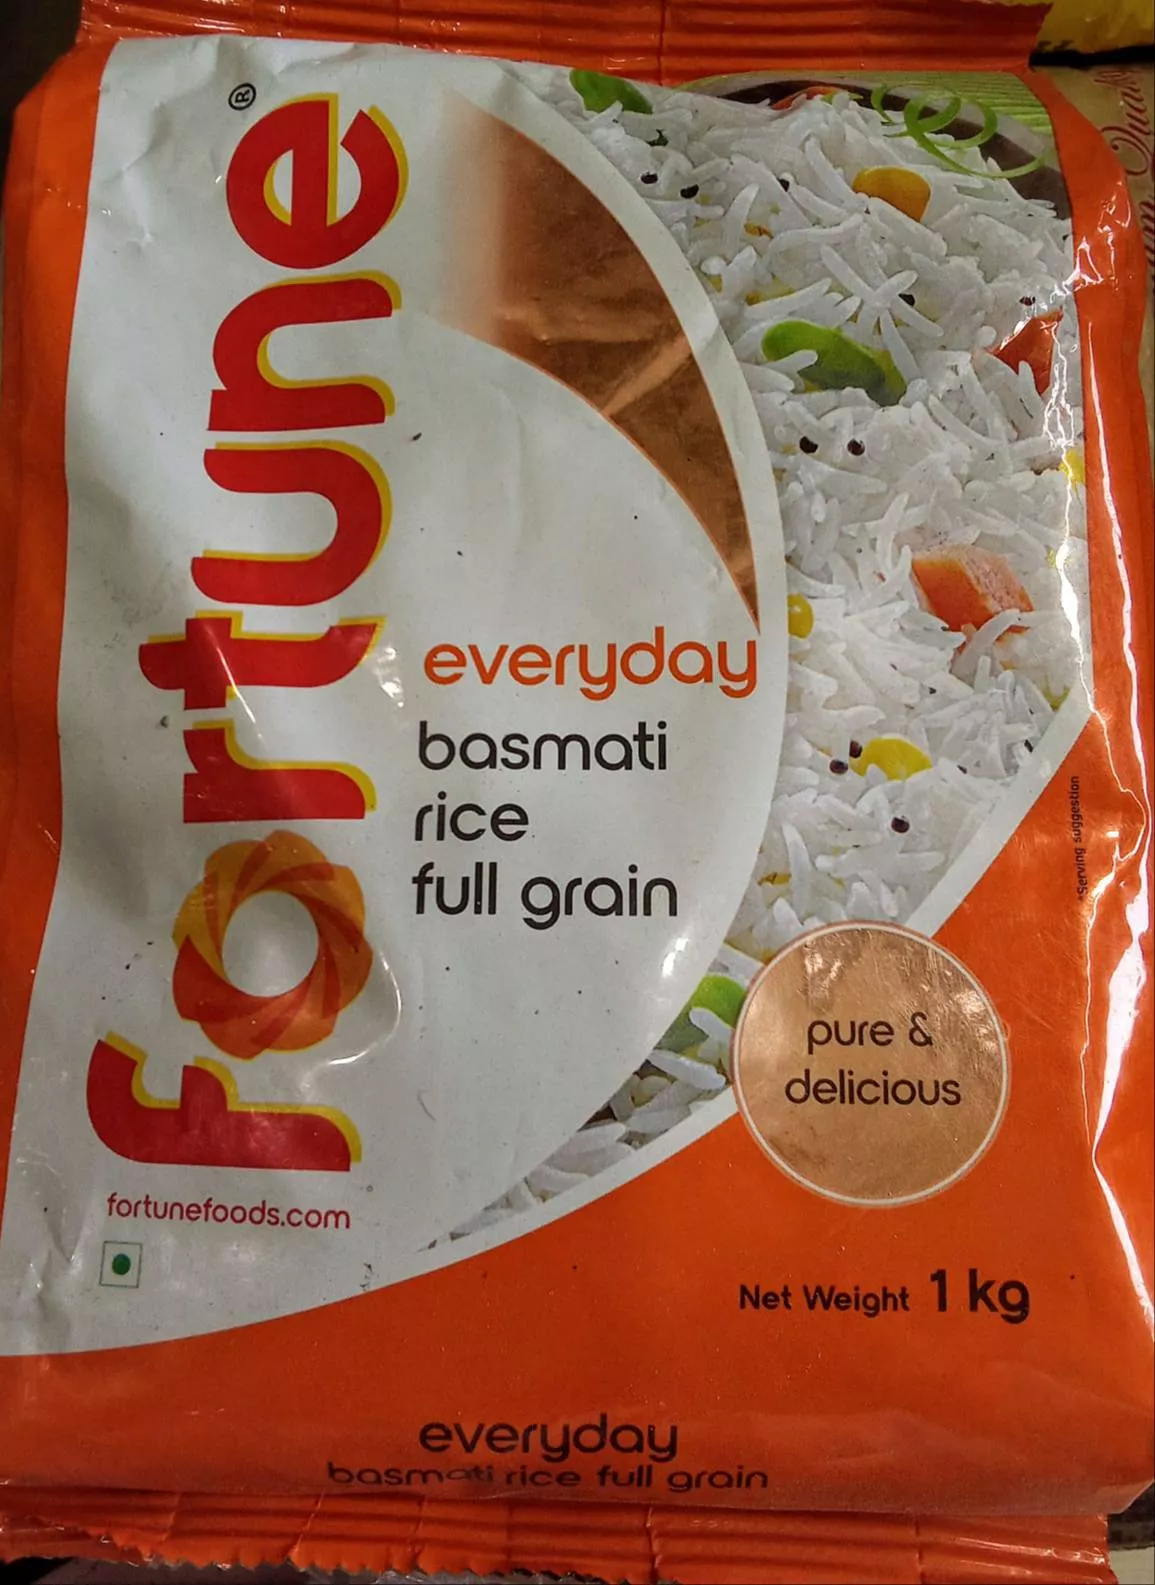 fortune®
everyday
basmati
rice
full grain
*Serving suggestion
pure &
delicious
fortunefoods.com
Net Weight 1 kg
everyday
basmati rice full grain